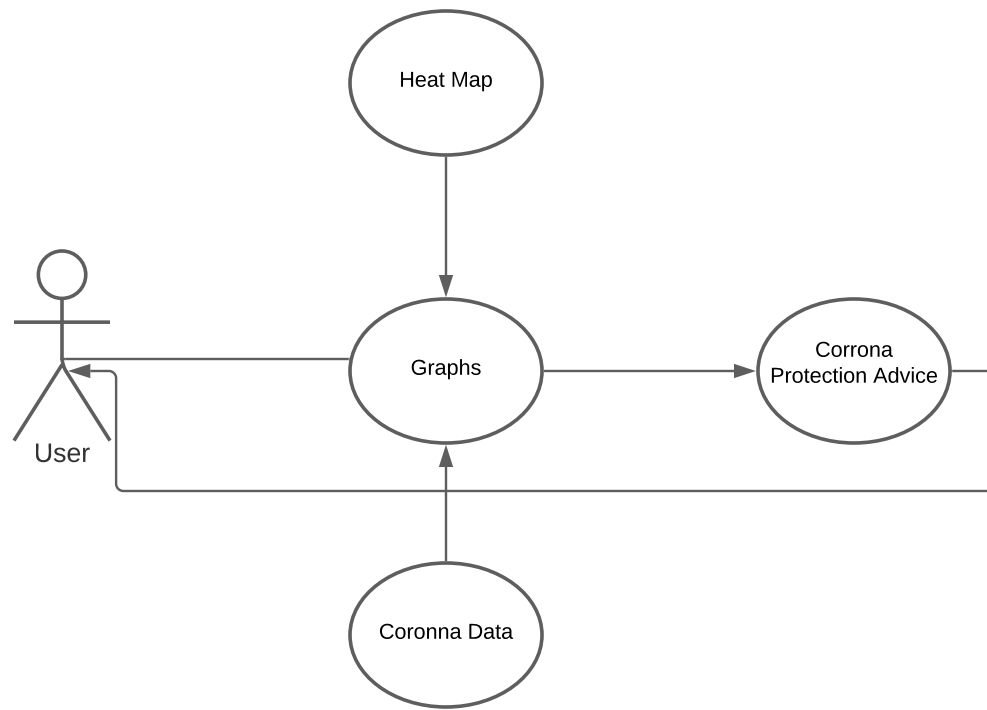 Heat Map
Graphs
Corrona
Protection Advice
User
Coronna Data